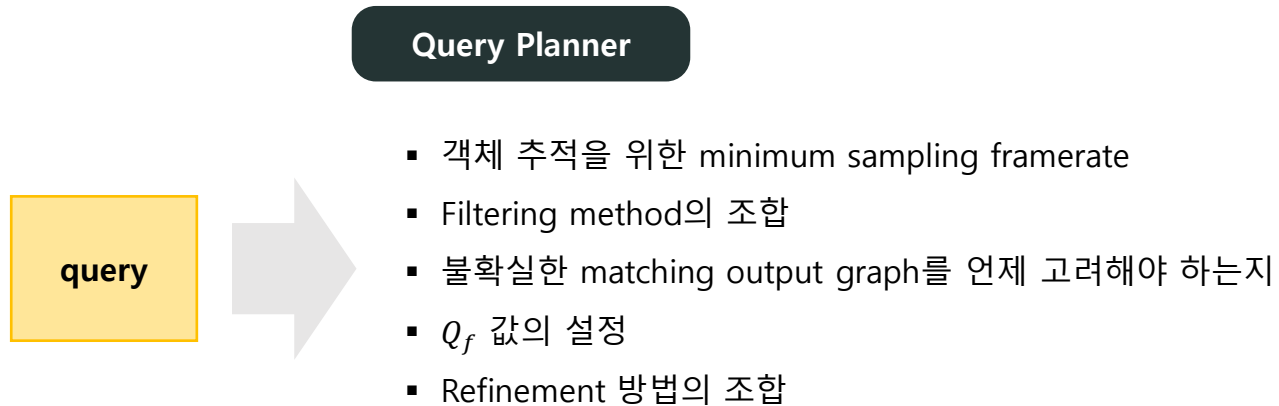 Query Planner
query
▪ 객체 추적을 위한 minimum sampling framerate
▪ Filtering method의 조합
▪ 불확실한 matching output graph를 언제 고려해야 하는지
▪ 𝑄𝑓 값의 설정
▪ Refinement 방법의 조합